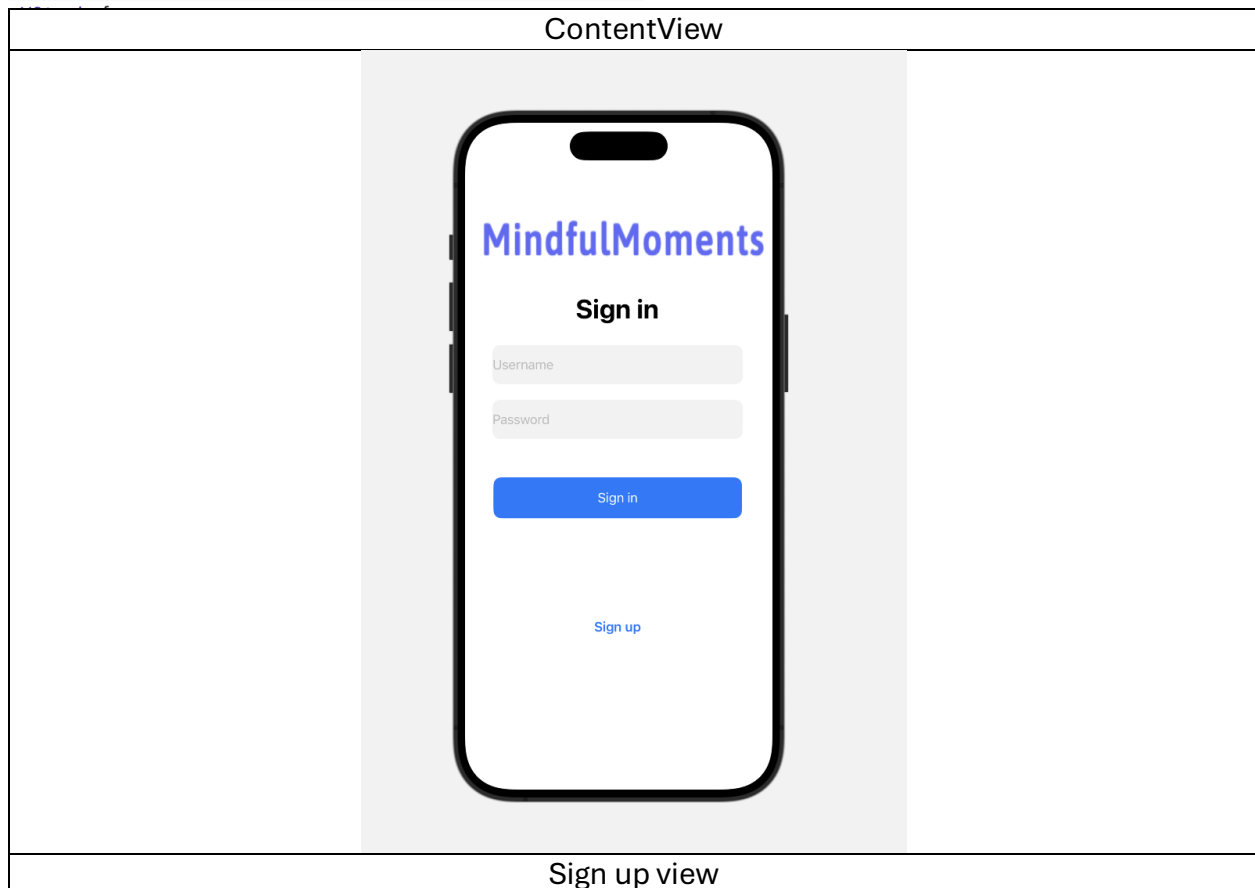 ContentView
MindfulMoments
Sign in
Username
Password
Sign in
Sign up
Sign up view